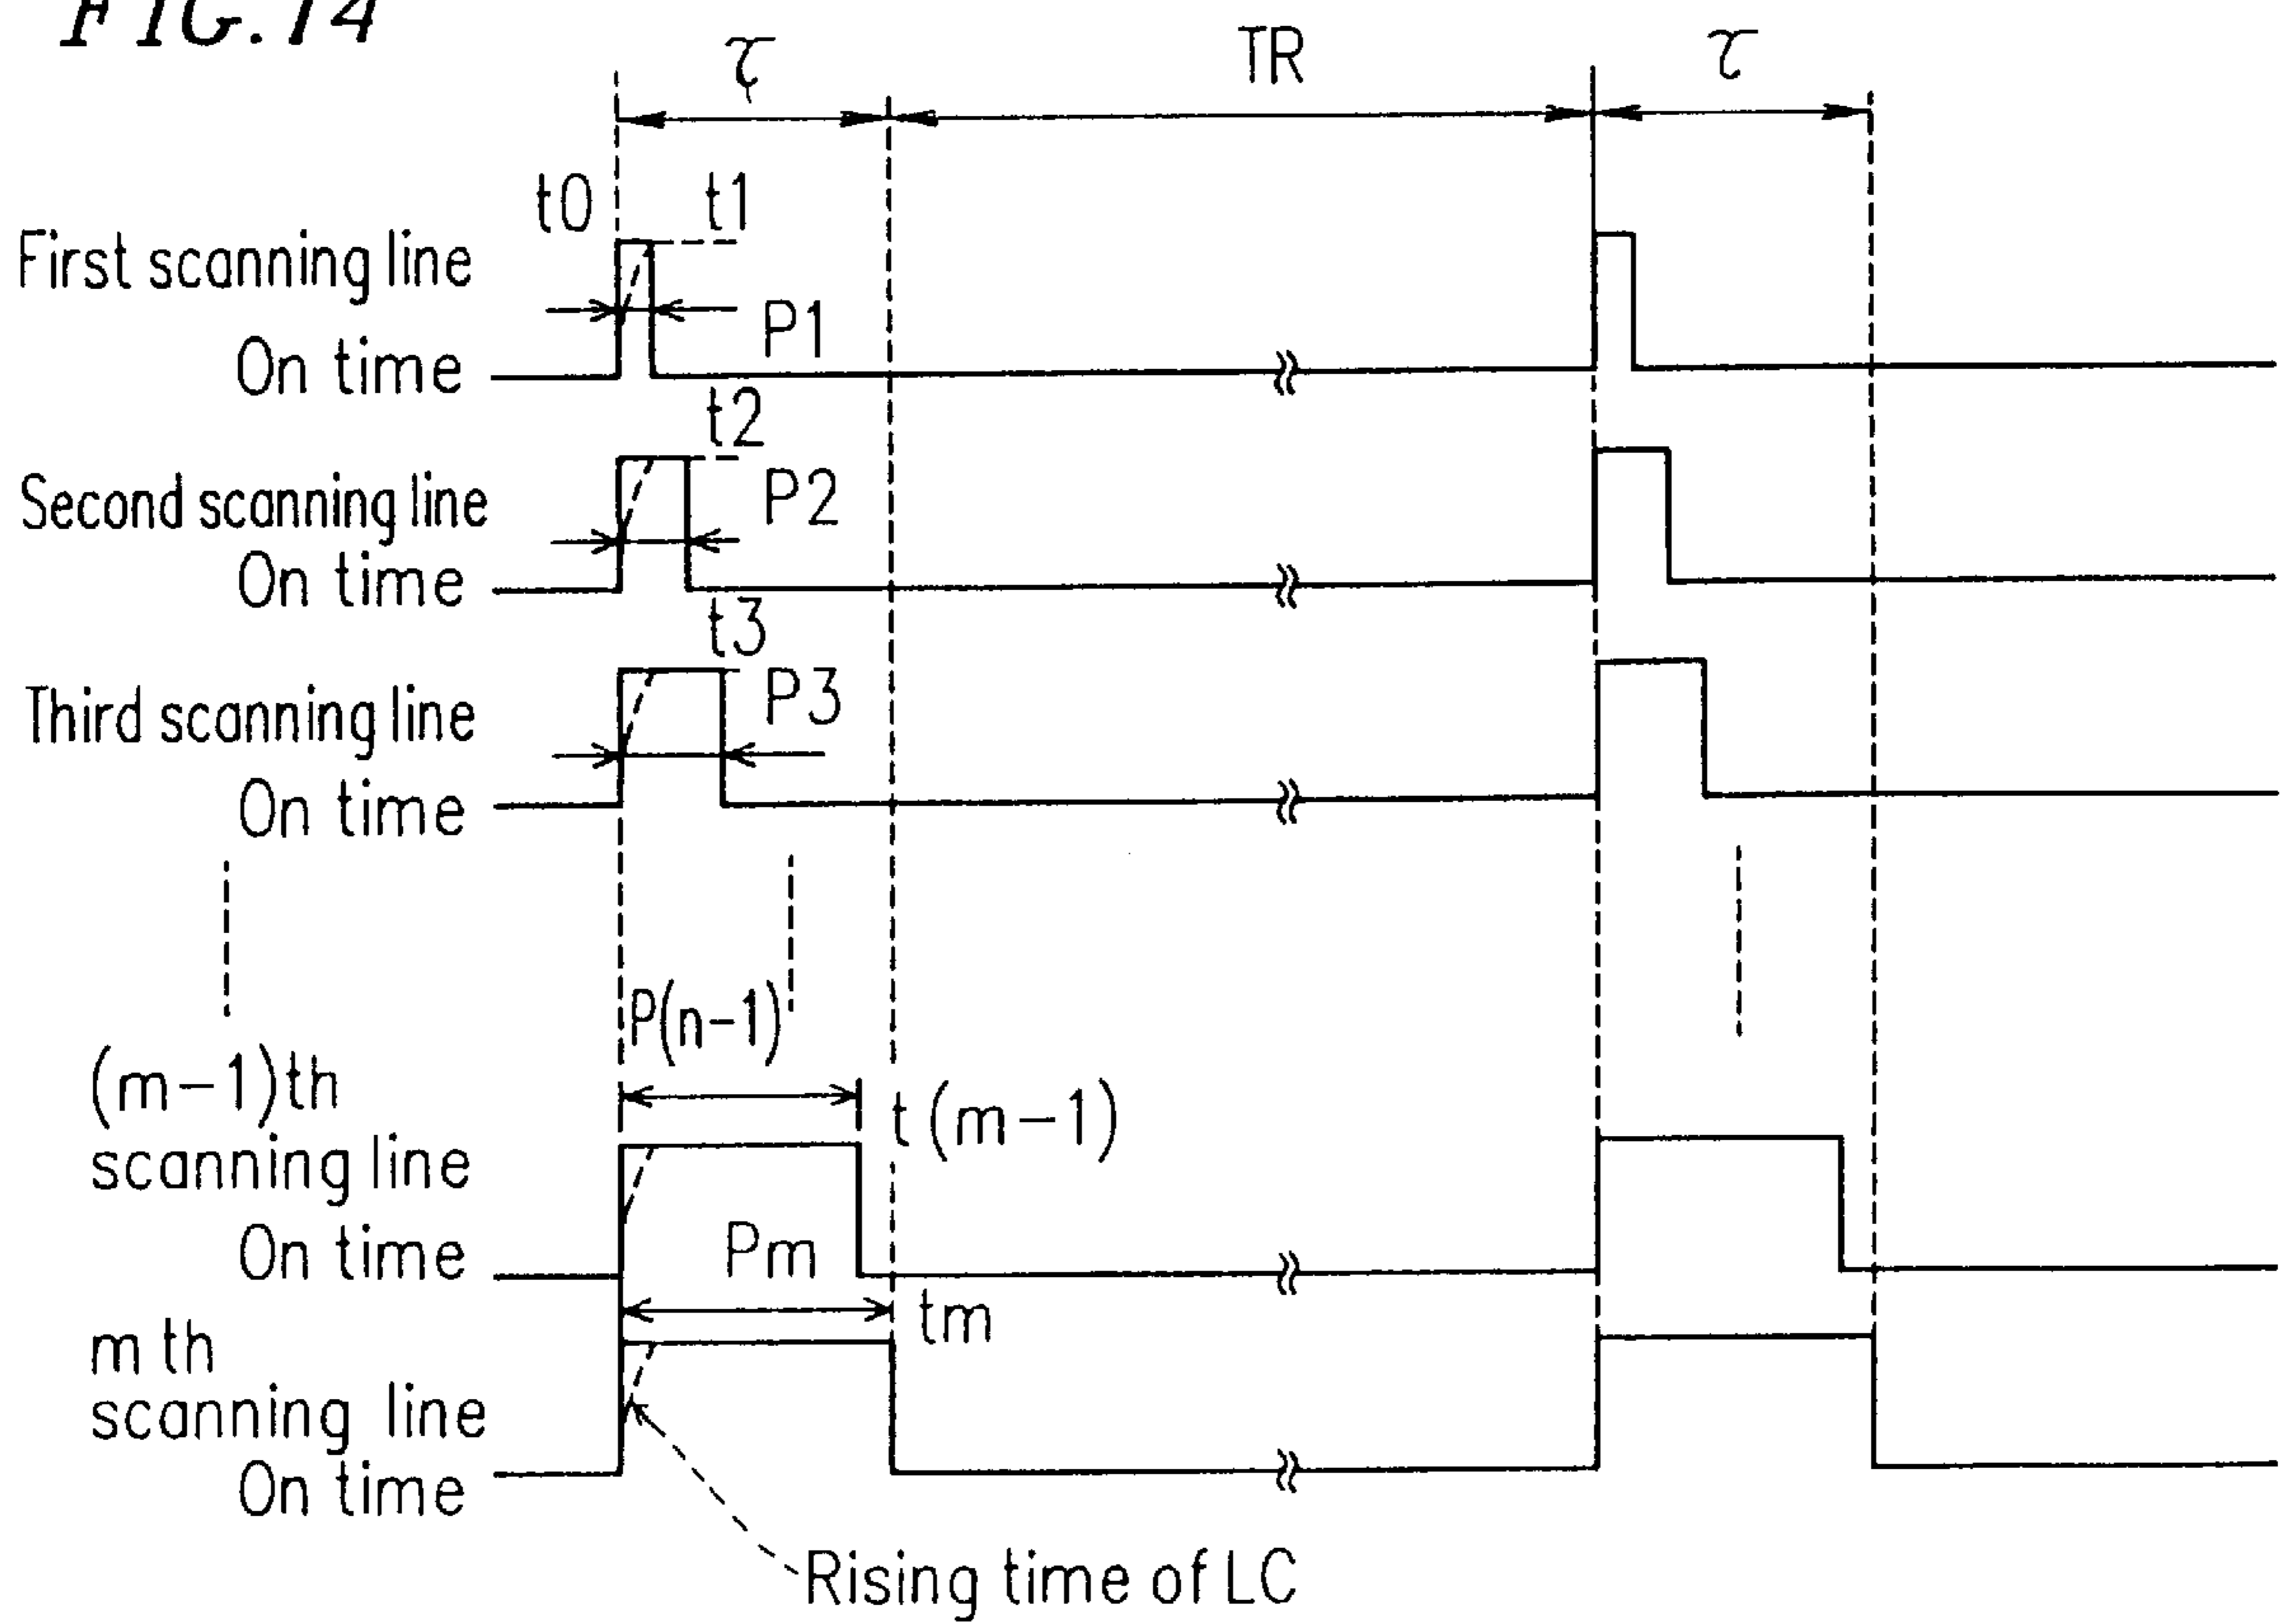 FIG. 14
τ TR τ
t0 t1
First scanning line
On time
P1
t2
Second scanning line
On time
P2
t3
Third scanning line
On time
P3
P(n-1)
(m-1)th
scanning line
On time
t(m-1)
Pm
tm
m th
scanning line
On time
Rising time of LC